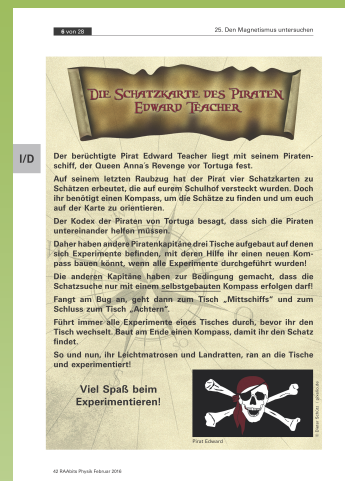 6 von 28
25. Den Magnetismus untersuchen
I/D
DIE SCHATZKARTE DES PIRATEN
EDWARD TEACHER
Der berüchtigte Pirat Edward Teacher liegt mit seinem Piraten-
schiff, der Queen Anna´s Revenge vor Tortuga fest.
Auf seinem letzten Raubzug hat der Pirat vier Schatzkarten zu
Schätzen erbeutet, die auf eurem Schulhof versteckt wurden. Doch
ihr benötigt einen Kompass, um die Schätze zu finden und um euch
auf der Karte zu orientieren.
Der Kodex der Piraten von Tortuga besagt, dass sich die Piraten
untereinander helfen müssen.
Daher haben andere Piratenkapitäne drei Tische aufgebaut auf denen
sich Experimente befinden, mit deren Hilfe ihr einen neuen Kom-
pass bauen könnt, wenn alle Experimente durchgeführt wurden!
Die anderen Kapitäne haben zur Bedingung gemacht, dass die
Schatzsuche nur mit einem selbstgebauten Kompass erfolgen darf!
Fangt am Bug an, geht dann zum Tisch „Mittschiffs“ und zum
Schluss zum Tisch „Achtern“.
Führt immer alle Experimente eines Tisches durch, bevor ihr den
Tisch wechselt. Baut am Ende einen Kompass, damit ihr den Schatz
findet.
So und nun, ihr Leichtmatrosen und Landratten, ran an die Tische
und experimentiert!
Viel Spaß beim
Experimentieren!
Pirat Edward
42 RAAbits Physik Februar 2016